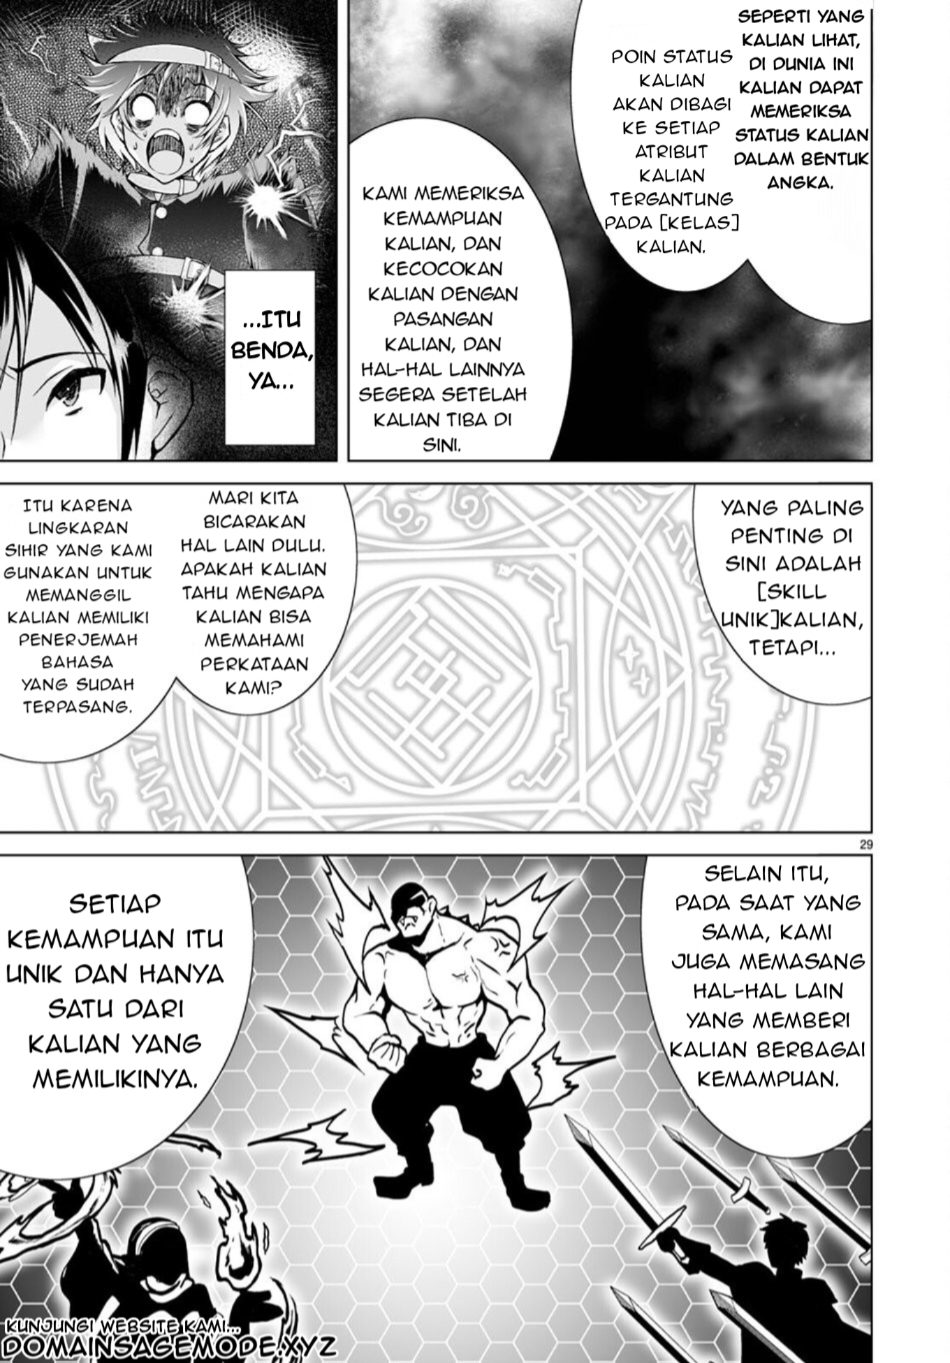 SEPERTI YANG
KALIAN LIHAT,
DI DUNIA INI
KALIAN DAPAT
MEMERIKSA
STATUS KALIAN
DALAM BENTUK
ANGKA.
POIN STATUS
KALIAN
AKAN DIBAGI
KE SETIAP
ATRIBUT
KALIAN
TERGANTUNG
PADA [KELAS]
KALIAN.
KAMI MEMERIKSA
KEMAMPUAN
KALIAN, DAN
KECOCOKAN
KALIAN DENGAN
PASANGAN
KALIAN, DAN
HAL-HAL LAINNYA
SEGERA SETELAH
KALIAN TIBA DI
SINI.
...ITU
BENDA,
YA...
YANG PALING
PENTING DI
SINI ADALAH
[SKILL
UNIK]KALIAN,
TETAPI...
MARI KITA
BICARAKAN
HAL LAIN DULU.
APAKAH KALIAN
TAHU MENGAPA
KALIAN BISA
MEMAHAMI
PERKATAAN
KAMI?
ITU KARENA
LINGKARAN
SIHIR YANG KAMI
GUNAKAN UNTUK
MEMANGGIL
KALIAN MEMILIKI
PENERJEMAH
BAHASA
YANG SUDAH
TERPASANG.
29
SELAIN ITU,
PADA SAAT YANG
SAMA, KAMI
JUGA MEMASANG
HAL-HAL LAIN
YANG MEMBERI
KALIAN BERBAGAI
KEMAMPUAN.
SETIAP
KEMAMPUAN ITU
UNIK DAN HANYA
SATU DARI
KALIAN YANG
MEMILIKINYA.
KUNJUNGI WEBSITE KAMI...
DOMAINSAGEMODE.XYZ